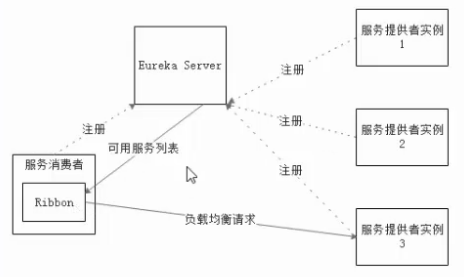 服务提供者实例
1
Eureka Server
注册
注册
注册
可用服务列表
服务提供者实例
2
服务消费者
注册
Ribbon
负载均衡请求
服务提供者实例
3